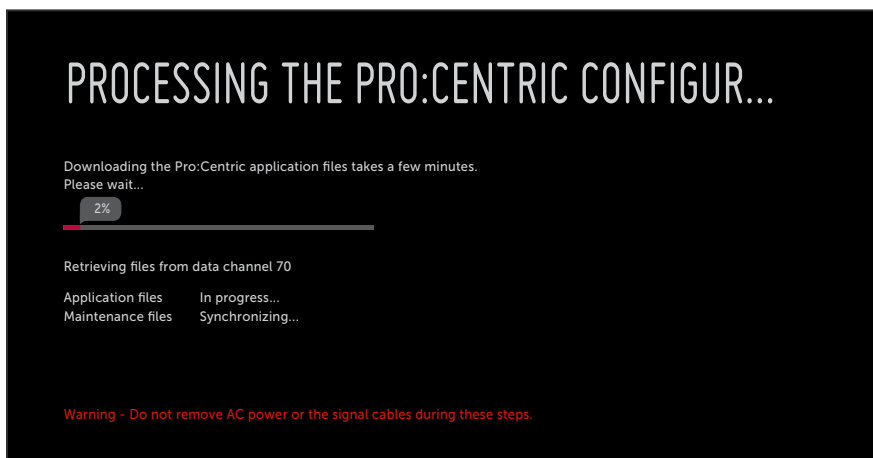 PROCESSING THE PRO:CENTRIC CONFIGUR...
Downloading the Pro:Centric application files takes a few minutes.
Please wait...
2%
Retrieving files from data channel 70
Application files In progress...
Maintenance files Synchronizing...
Warning - Do not remove AC power or the signal cables during these steps.